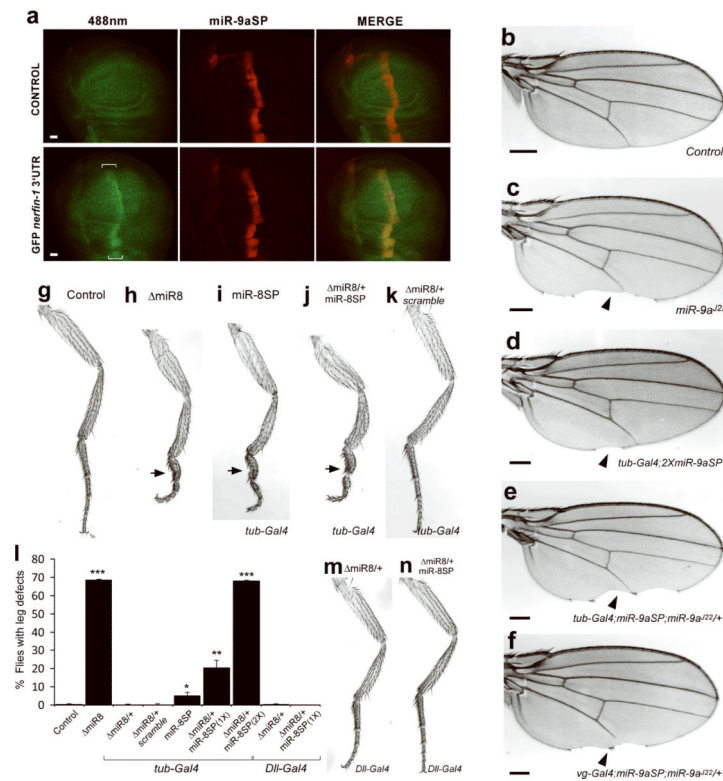 a
488nm
miR-9aSP
MERGE
CONTROL
GFP nerfin-1 3'UTR
b
Control
c
miR-9a
d
tub-Gal4;2XmiR-9aSP
e
tub-Gal4;miR-9aSP;miR-9aJ22/+
f
vg-Gal4;miR-9aSP;miR-9aJ22/+
g
Control
h
ΔmiR8
i
miR-8SP
tub-Gal4
j
ΔmiR8/+
miR-8SP
tub-Gal4
k
ΔmiR8/+
scramble
tub-Gal4
l
% Flies with leg defects
80
70
60
50
40
30
20
10
0
***
*
**
***
Control
ΔmiR8
ΔmiR8/+
ΔmiR8/+
scramble
miR-8SP
ΔmiR8/+
miR-8SP(1X)
ΔmiR8/+
miR-8SP(2X)
ΔmiR8/+
ΔmiR8/+
miR-8SP(1X)
tub-Gal4
Dll-Gal4
m
ΔmiR8/+
Dll-Gal4
n
ΔmiR8/+
miR-8SP
Dll-Gal4